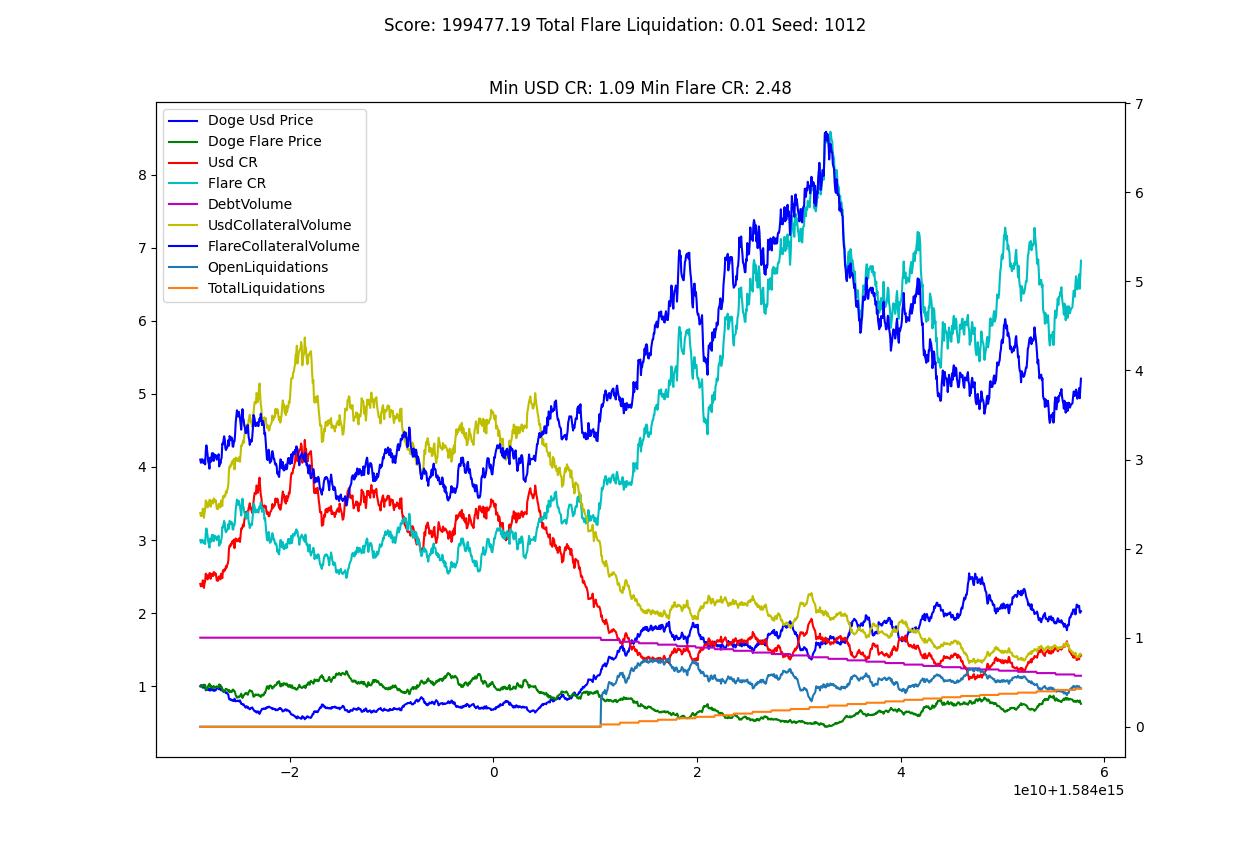 Score: 199477.19 Total Flare Liquidation: 0.01 Seed: 1012
Min USD CR: 1.09 Min Flare CR: 2.48
Doge Usd Price
Doge Flare Price
Usd CR
Flare CR
DebtVolume
UsdCollateralVolume
FlareCollateralVolume
OpenLiquidations
TotalLiquidations
8
7
6
5
4
3
2
1
7
6
5
4
3
2
1
0
−2 0 2 4 6
1e10+1.584e15